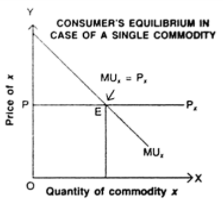 Y
CONSUMER'S EQUILIBRIUM IN
CASE OF A SINGLE COMMODITY
MUₓ = Pₓ
Price of x
P
E
Pₓ
MUₓ
O
X
Quantity of commodity x